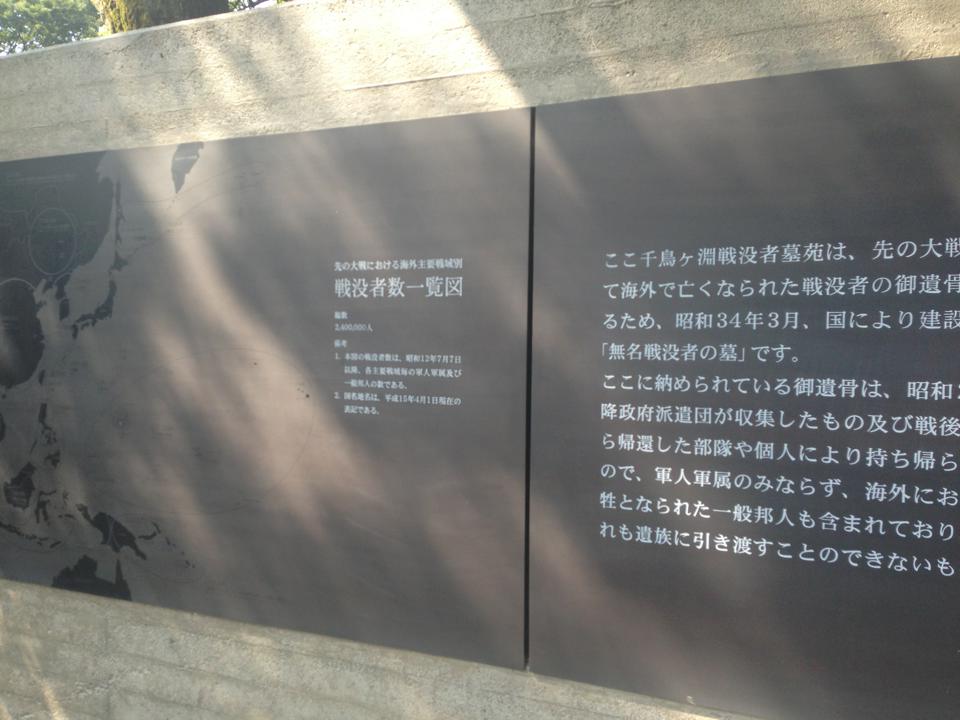 先の大戦における海外主要戦域別
戦没者数一覧図
総数
2,400,000人
備考
1. 本図の戦没者数は、昭和12年7月7日
以降、各主要戦域毎の軍人軍属及び
一般邦人の数である。
2. 国名地名は、平成15年4月1日現在の
表記である。
ここ千鳥ヶ淵戦没者墓苑は、先の大戦
て海外で亡くなられた戦没者の御遺骨
るため、昭和34年3月、国により建設
「無名戦没者の墓」です。
ここに納められている御遺骨は、昭和
降政府派遣団が収集したもの及び戦後
ら帰還した部隊や個人により持ち帰ら
ので、軍人軍属のみならず、海外にお
牲となられた一般邦人も含まれており
れも遺族に引き渡すことのできないも